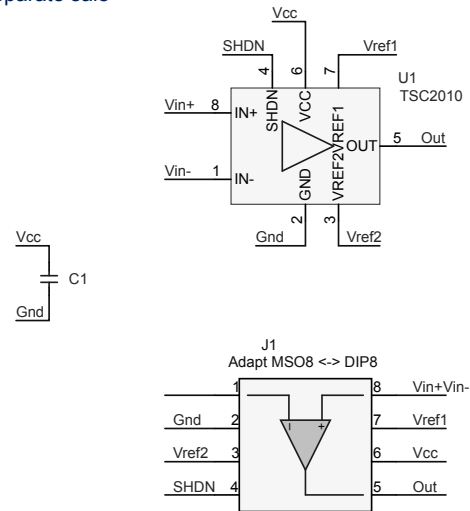 Vcc
SHDN
Vref1
4
6
7
U1
TSC2010
Vin+ 8 IN+
SHDN
VCC
VREF1
VREF2
OUT 5 Out
Vin- 1 IN-
GND
2
3
Gnd
Vref2
Vcc
C1
Gnd
J1
Adapt MSO8 <-> DIP8
1
8 Vin+Vin-
- +
Gnd 2
7 Vref1
Vref2 3
6 Vcc
SHDN 4
5 Out